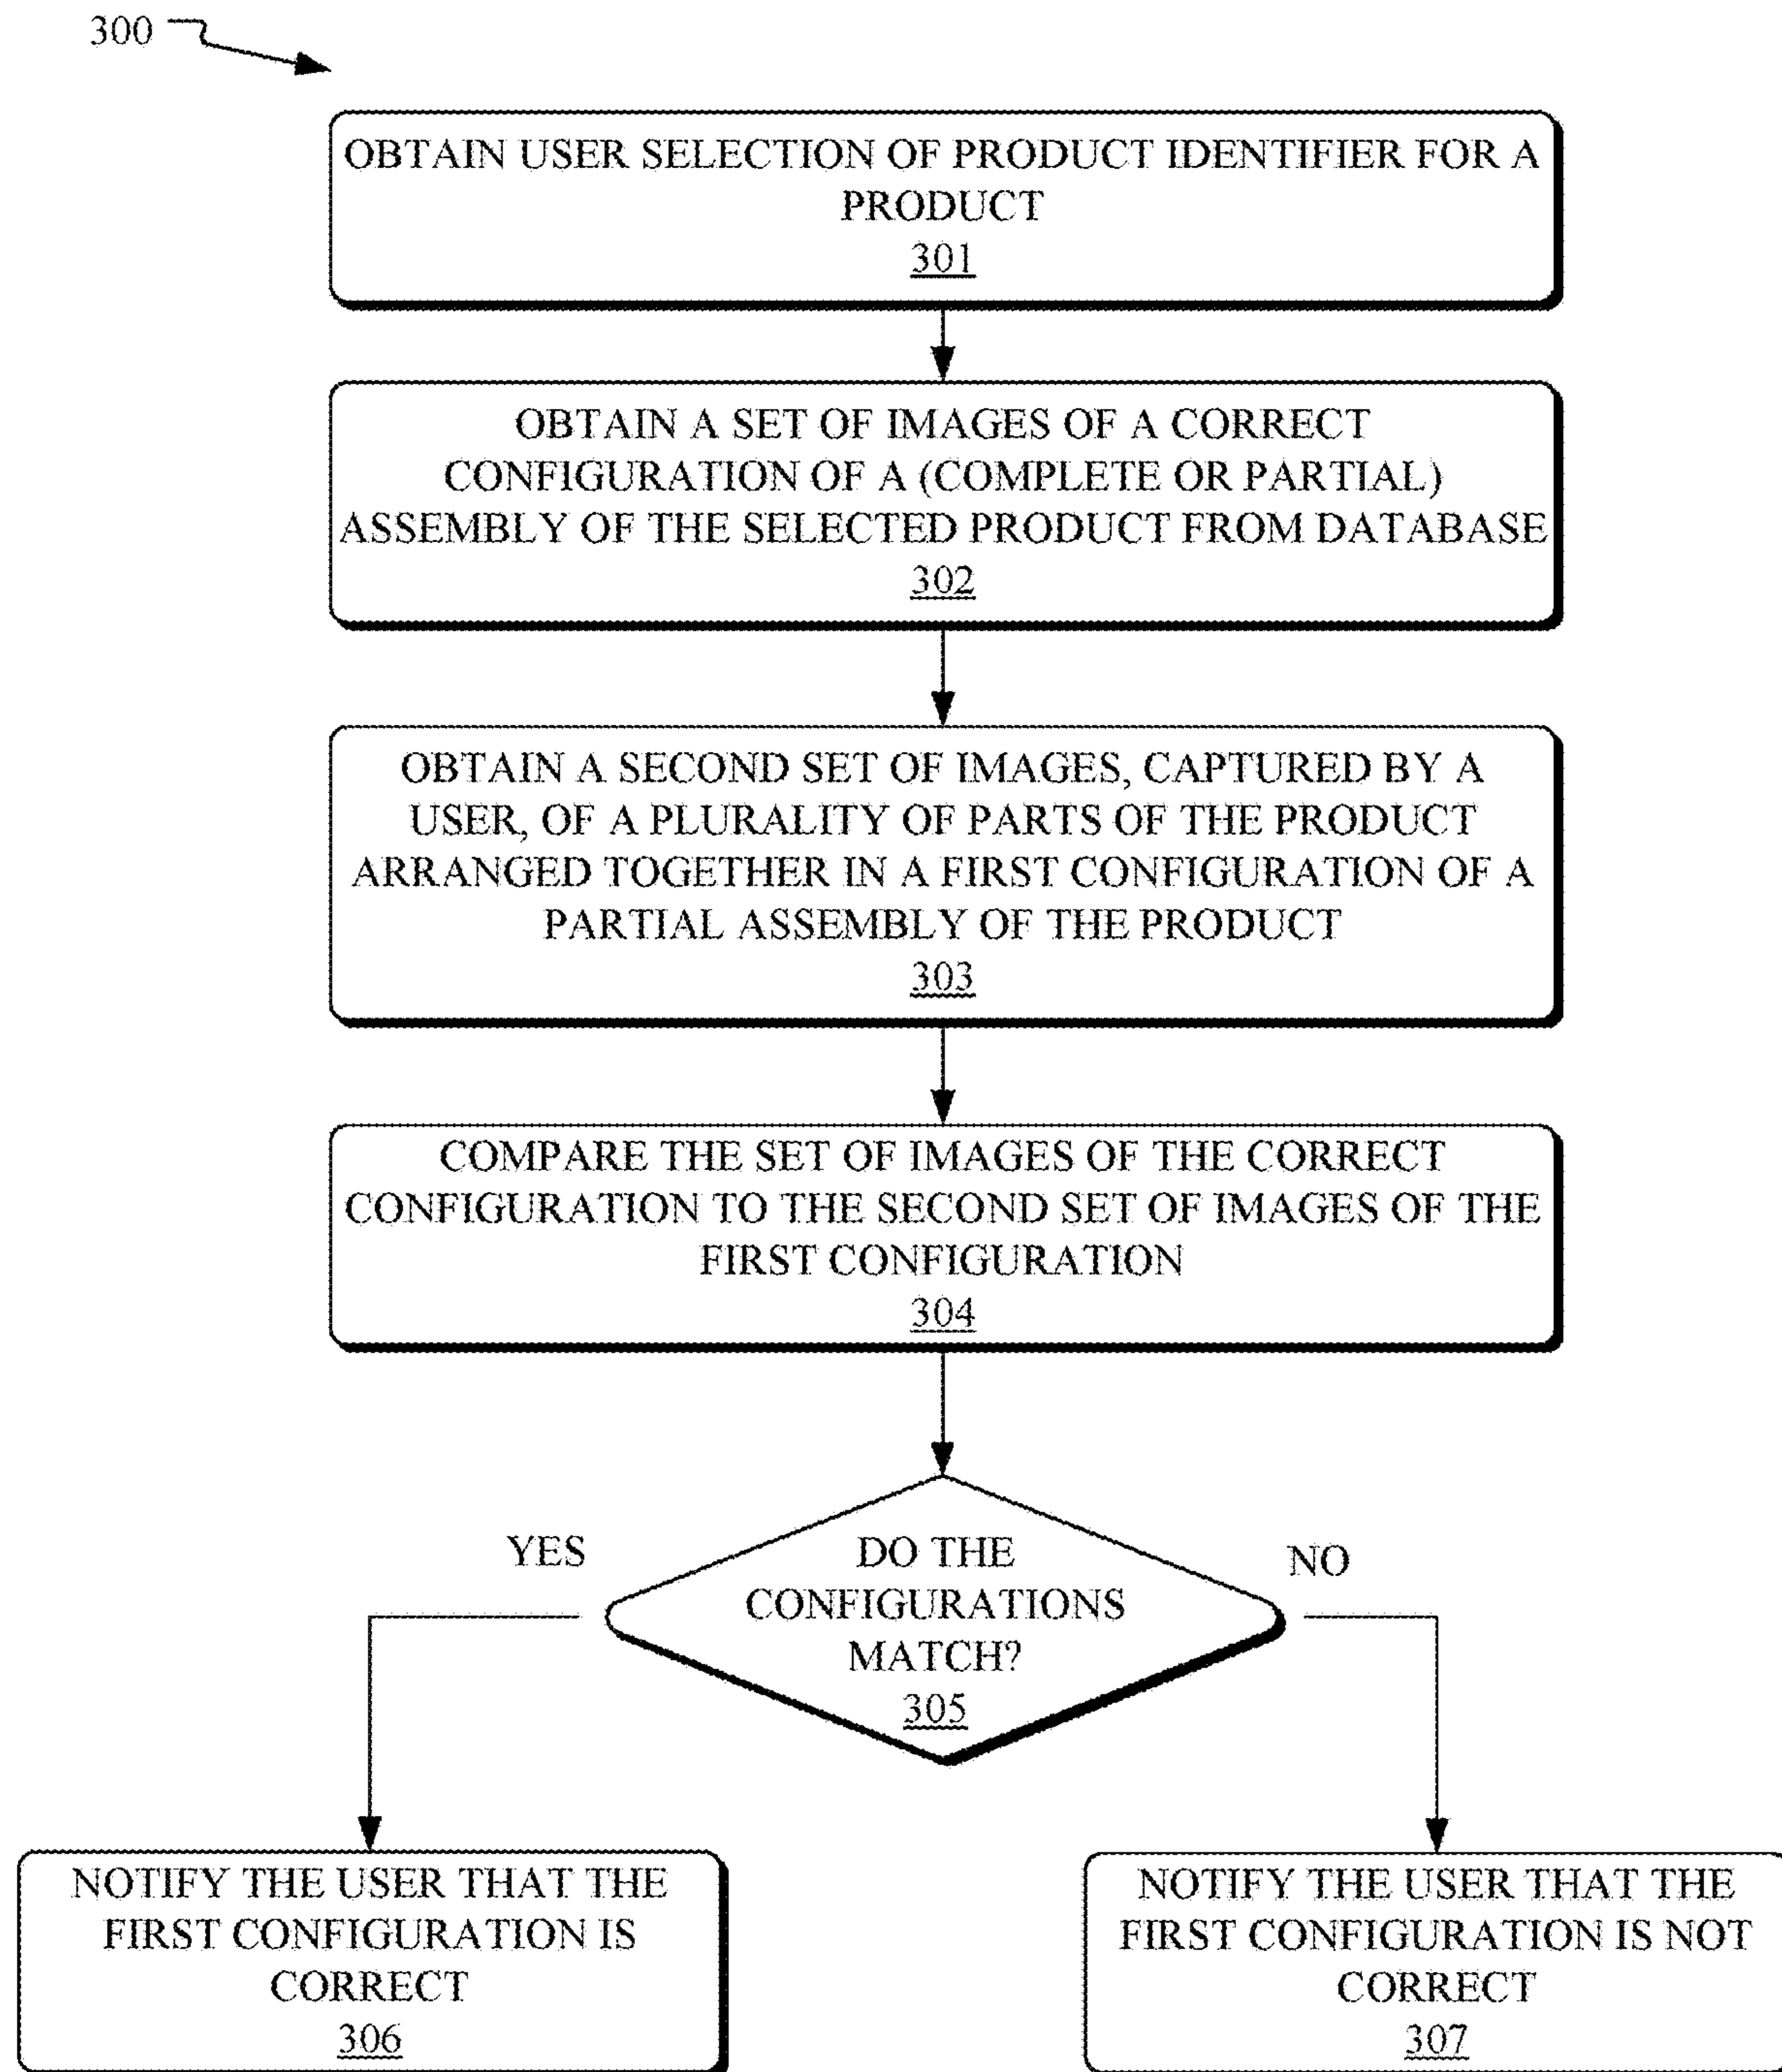 300
OBTAIN USER SELECTION OF PRODUCT IDENTIFIER FOR A
PRODUCT
301
OBTAIN A SET OF IMAGES OF A CORRECT
CONFIGURATION OF A (COMPLETE OR PARTIAL)
ASSEMBLY OF THE SELECTED PRODUCT FROM DATABASE
302
OBTAIN A SECOND SET OF IMAGES, CAPTURED BY A
USER, OF A PLURALITY OF PARTS OF THE PRODUCT
ARRANGED TOGETHER IN A FIRST CONFIGURATION OF A
PARTIAL ASSEMBLY OF THE PRODUCT
303
COMPARE THE SET OF IMAGES OF THE CORRECT
CONFIGURATION TO THE SECOND SET OF IMAGES OF THE
FIRST CONFIGURATION
304
DO THE
CONFIGURATIONS
MATCH?
305
YES
NO
NOTIFY THE USER THAT THE
FIRST CONFIGURATION IS
CORRECT
306
NOTIFY THE USER THAT THE
FIRST CONFIGURATION IS NOT
CORRECT
307